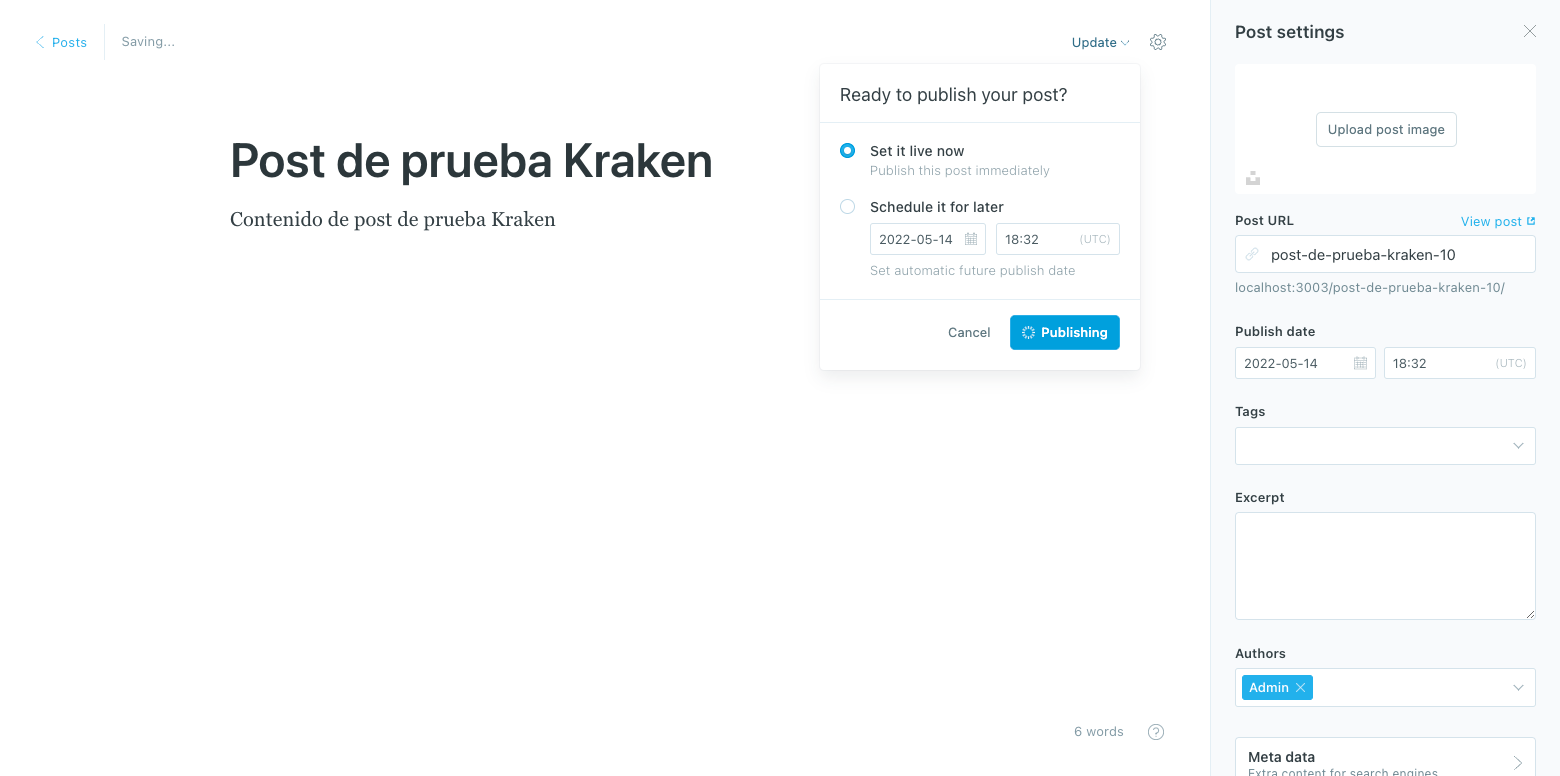 Posts
Saving...
Update
Post de prueba Kraken
Contenido de post de prueba Kraken
Ready to publish your post?
Set it live now
Publish this post immediately
Schedule it for later
2022-05-14 18:32 (UTC)
Set automatic future publish date
Cancel Publishing
6 words
?
Post settings
Upload post image
Post URL View post
post-de-prueba-kraken-10
localhost:3003/post-de-prueba-kraken-10/
Publish date
2022-05-14 18:32 (UTC)
Tags
Excerpt
Authors
Admin
Meta data
Extra content for search engines